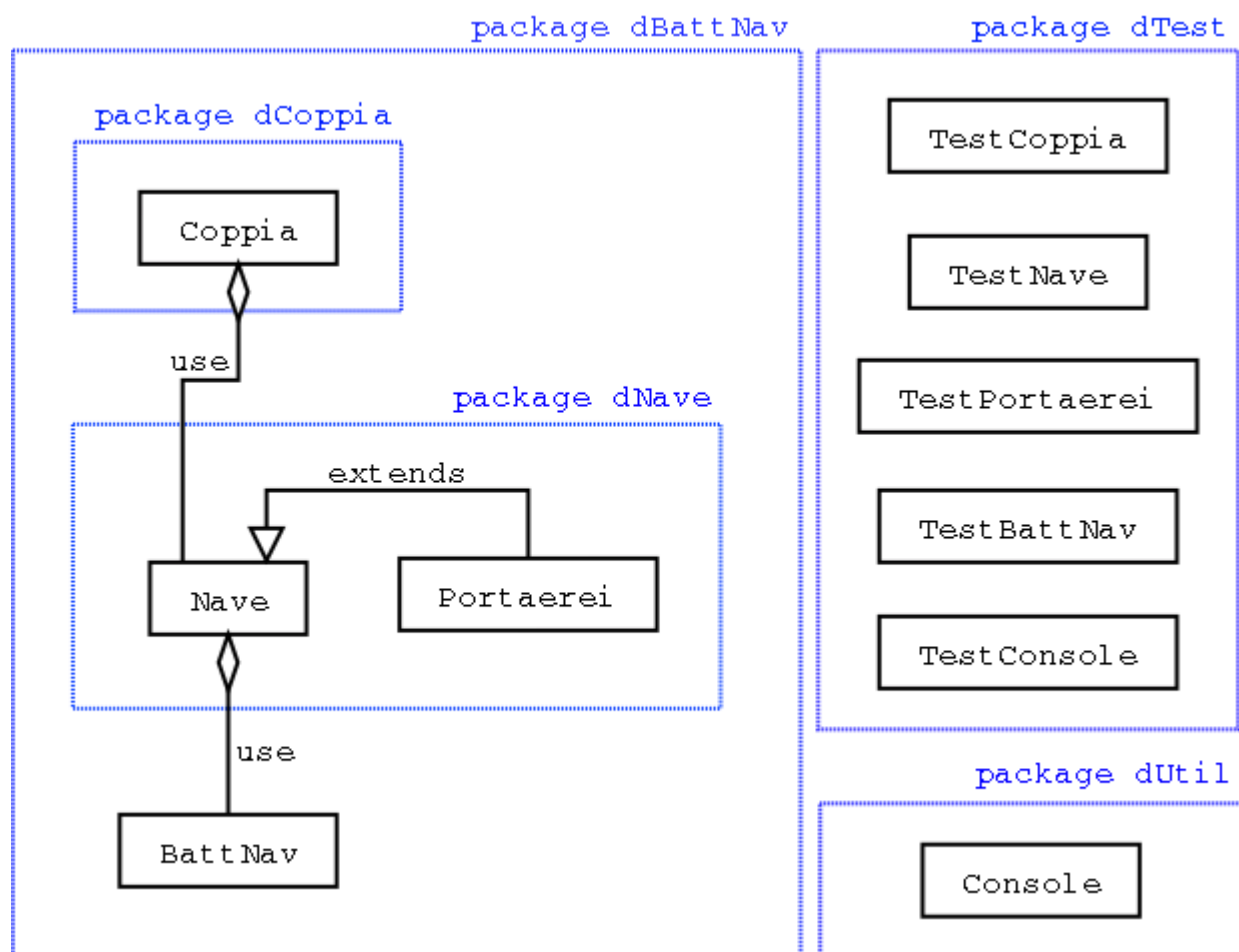 package dBattNav
package dTest
package dCoppia
TestCoppia
Coppia
TestNave
use
package dNave
TestPortaerei
extends
TestBattNav
Nave
Portaerei
TestConsole
use
package dUtil
BattNav
Console